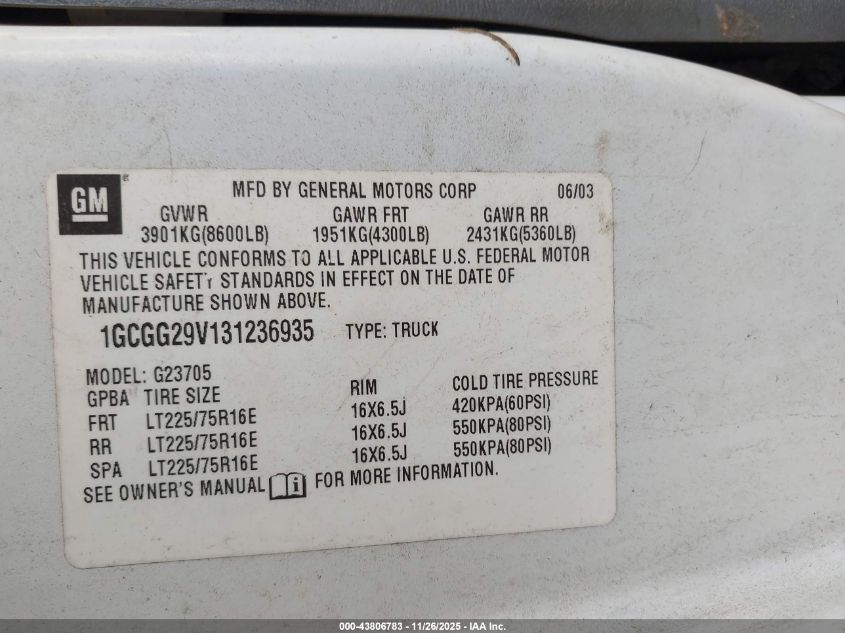 GM
MFD BY GENERAL MOTORS CORP 06/03
GVWR GAWR FRT GAWR RR
3901KG(8600LB) 1951KG(4300LB) 2431KG(5360LB)
THIS VEHICLE CONFORMS TO ALL APPLICABLE U.S. FEDERAL MOTOR
VEHICLE SAFETY STANDARDS IN EFFECT ON THE DATE OF
MANUFACTURE SHOWN ABOVE.
1GCGG29V131236935 TYPE: TRUCK
MODEL: G23705
GPBA TIRE SIZE RIM COLD TIRE PRESSURE
FRT LT225/75R16E 16X6.5J 420KPA(60PSI)
RR LT225/75R16E 16X6.5J 550KPA(80PSI)
SPA LT225/75R16E 16X6.5J 550KPA(80PSI)
SEE OWNER'S MANUAL i FOR MORE INFORMATION.
000-43806783 - 11/26/2025 - IAA Inc.